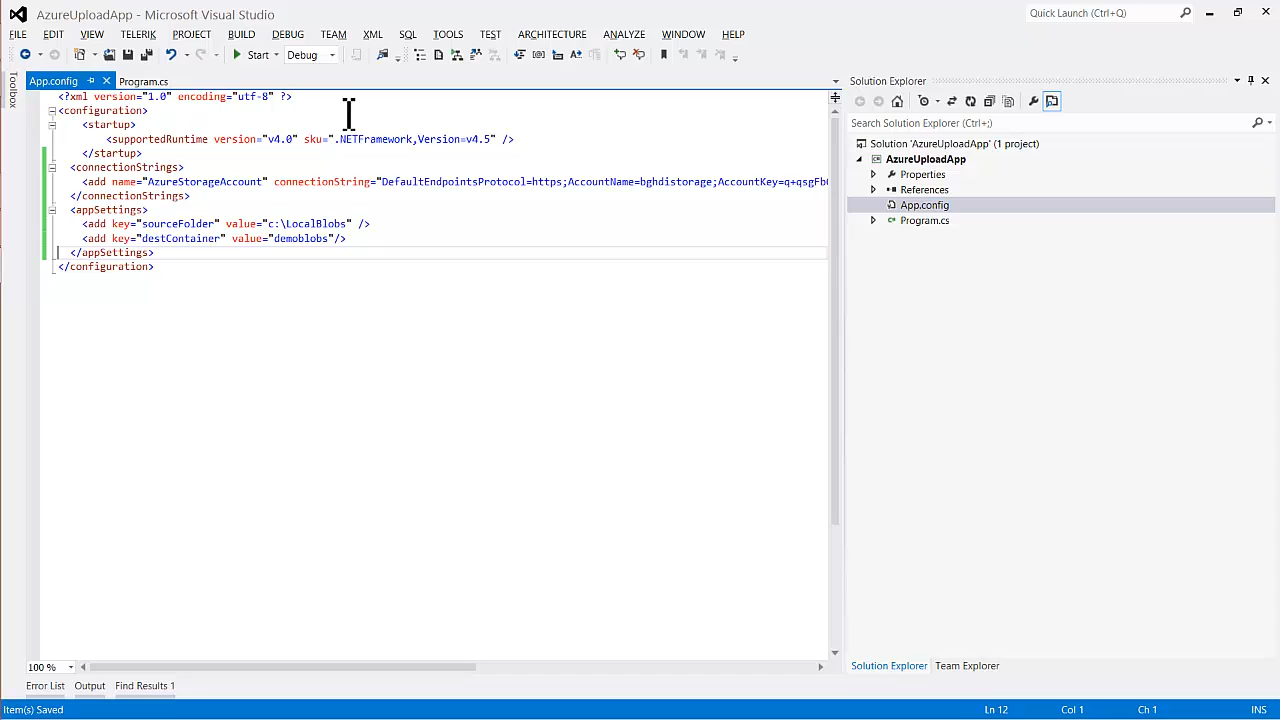 AzureUploadApp - Microsoft Visual Studio
Quick Launch (Ctrl+Q)
FILE EDIT VIEW TELERIK PROJECT BUILD DEBUG TEAM XML SQL TOOLS TEST ARCHITECTURE ANALYZE WINDOW HELP
Start Debug
Toolbox
App.config Program.cs
<?xml version="1.0" encoding="utf-8" ?>
<configuration>
<startup>
<supportedRuntime version="v4.0" sku=".NETFramework,Version=v4.5" />
</startup>
<connectionStrings>
<add name="AzureStorageAccount" connectionString="DefaultEndpointsProtocol=https;AccountName=bghdistorage;AccountKey=q+qsgFb
</connectionStrings>
<appSettings>
<add key="sourceFolder" value="c:\LocalBlobs" />
<add key="destContainer" value="demoblobs"/>
</appSettings>
</configuration>
100 %
Solution Explorer
Search Solution Explorer (Ctrl+;)
Solution 'AzureUploadApp' (1 project)
AzureUploadApp
Properties
References
App.config
Program.cs
Solution Explorer Team Explorer
Error List Output Find Results 1
Item(s) Saved Ln 12 Col 1 Ch 1 INS